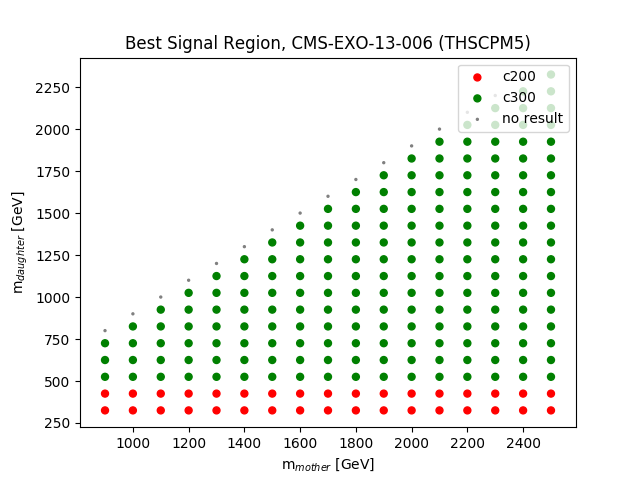 Best Signal Region, CMS-EXO-13-006 (THSCPM5)
c200
c300
no result
2250
2000
1750
1500
1250
1000
750
500
250
m_daughter [GeV]
1000 1200 1400 1600 1800 2000 2200 2400
m_mother [GeV]